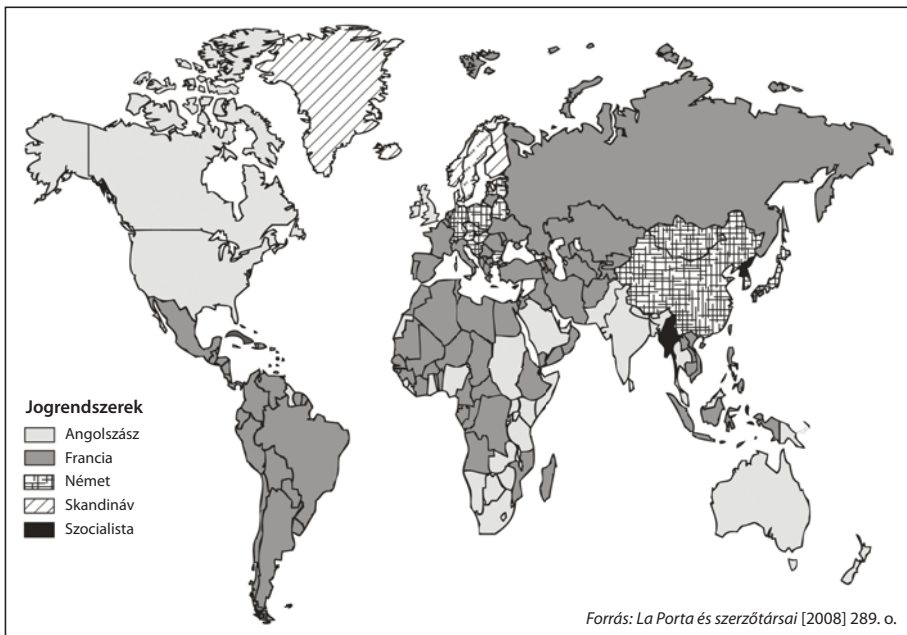 Jogrendszerek
Angolszász
Francia
Német
Skandináv
Szocialista
Forrás: La Porta és szerzőtársai [2008] 289. o.